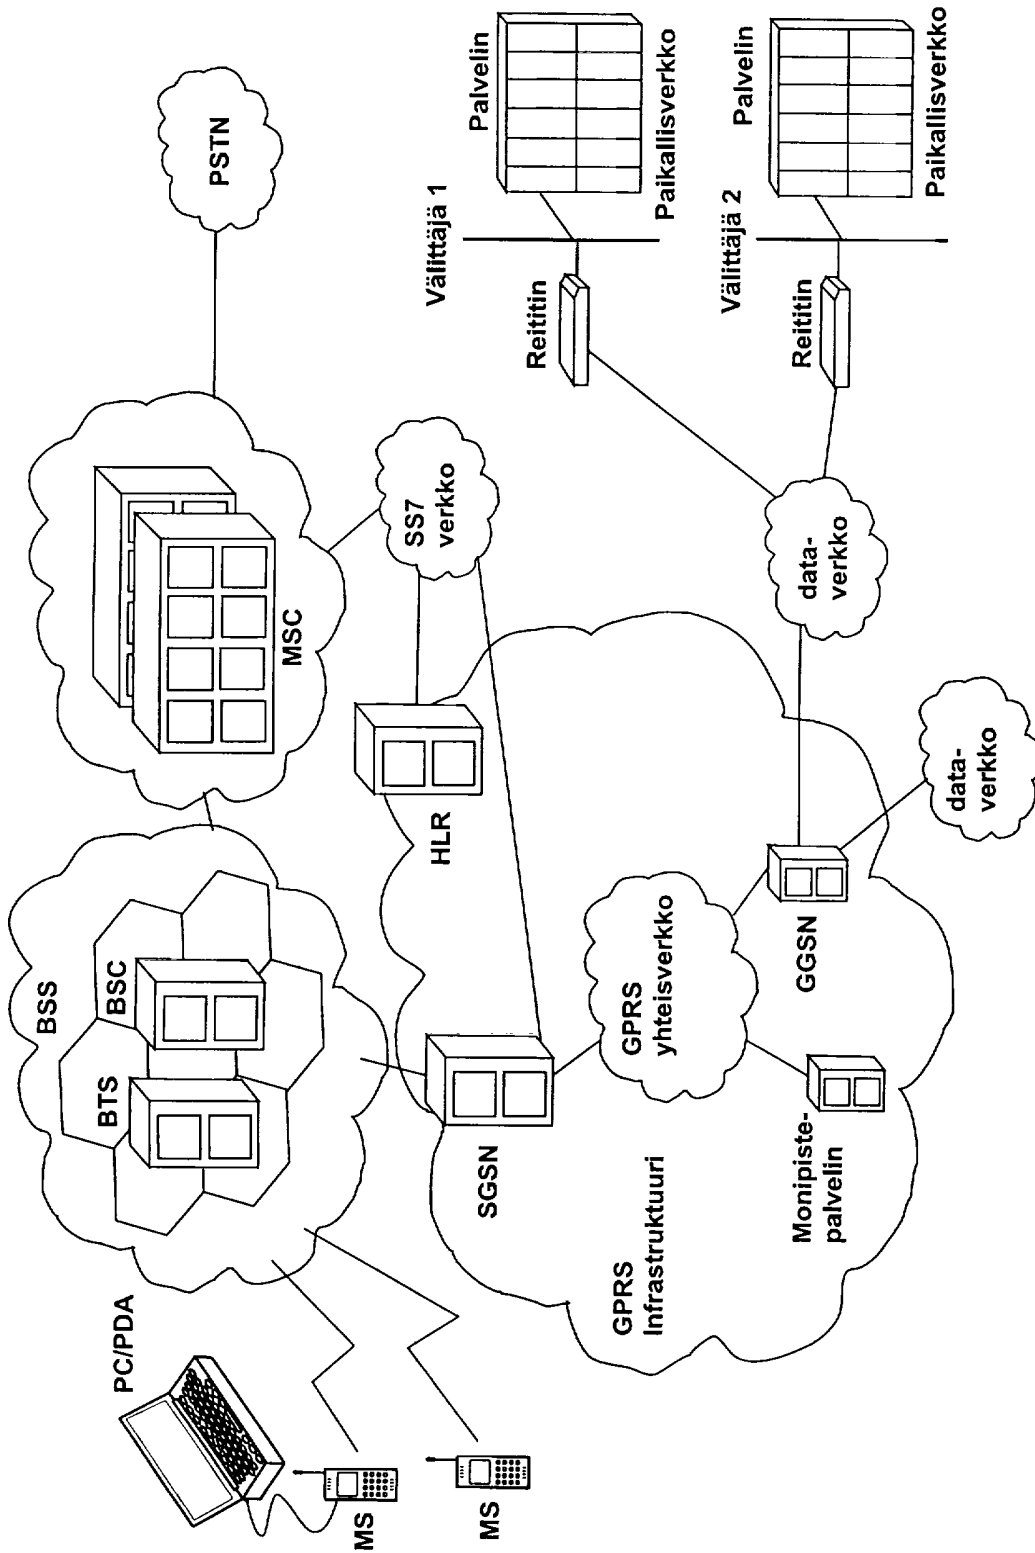 PC/PDA
MS
MS
BSS
BTS
BSC
MSC
PSTN
SS7
verkko
HLR
SGSN
GPRS
yhteisverkko
GPRS
Infrastruktuuri
Monipiste-
palvelin
GGSN
data-
verkko
data-
verkko
Välittäjä 1
Reititin
Palvelin
Paikallisverkko
Välittäjä 2
Reititin
Palvelin
Paikallisverkko